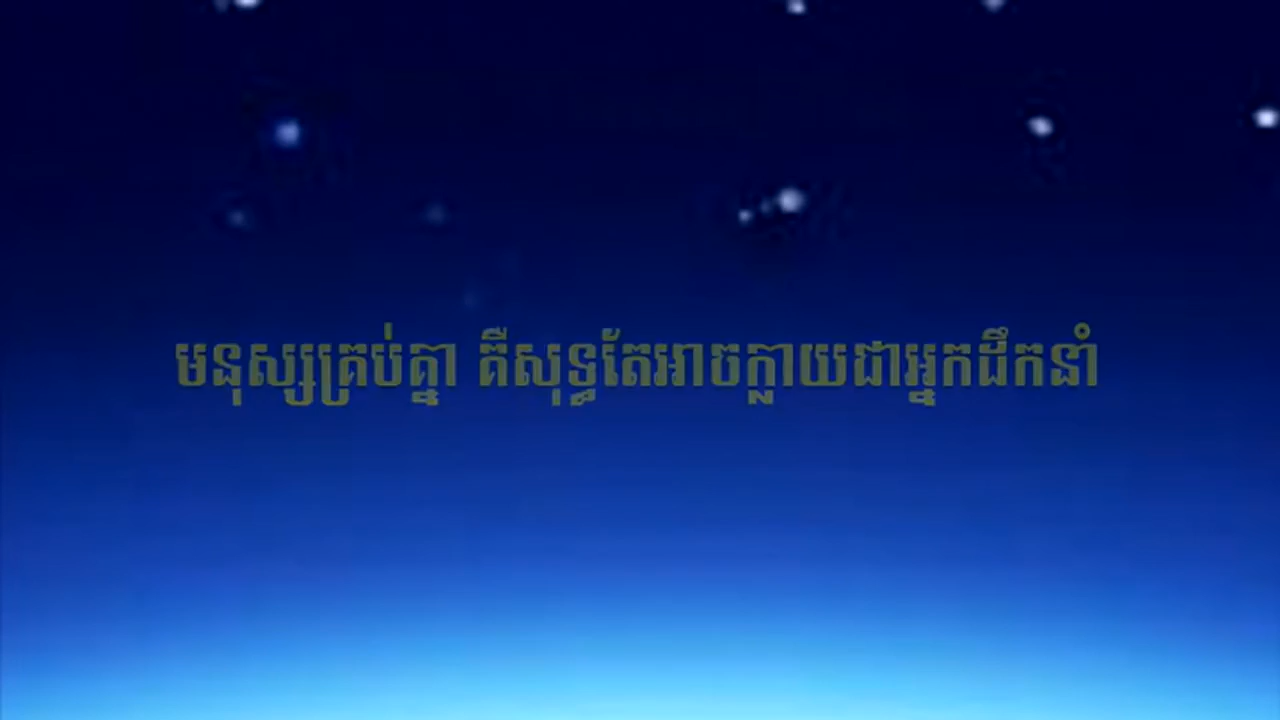 មនុស្សគ្រប់គ្នា គឺសុទ្ធតែអាចក្លាយជាអ្នកដឹកនាំ